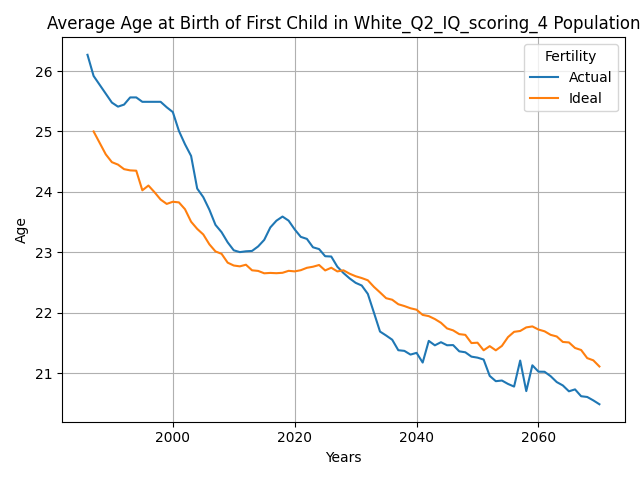 Average Age at Birth of First Child in White_Q2_IQ_scoring_4 Population
Fertility
Actual
Ideal
26
25
24
23
22
21
Age
2000
2020
2040
2060
Years